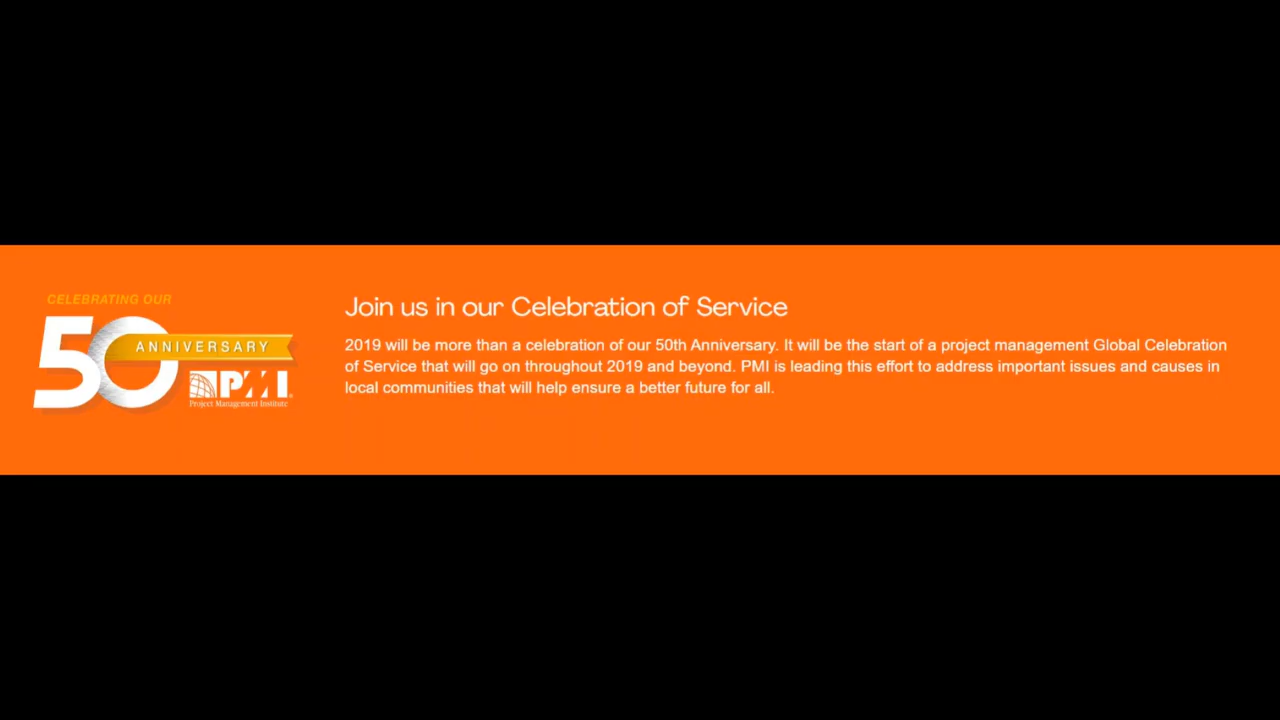 CELEBRATING OUR
50
ANNIVERSARY
PMI
Project Management Institute
Join us in our Celebration of Service
2019 will be more than a celebration of our 50th Anniversary. It will be the start of a project management Global Celebration
of Service that will go on throughout 2019 and beyond. PMI is leading this effort to address important issues and causes in
local communities that will help ensure a better future for all.